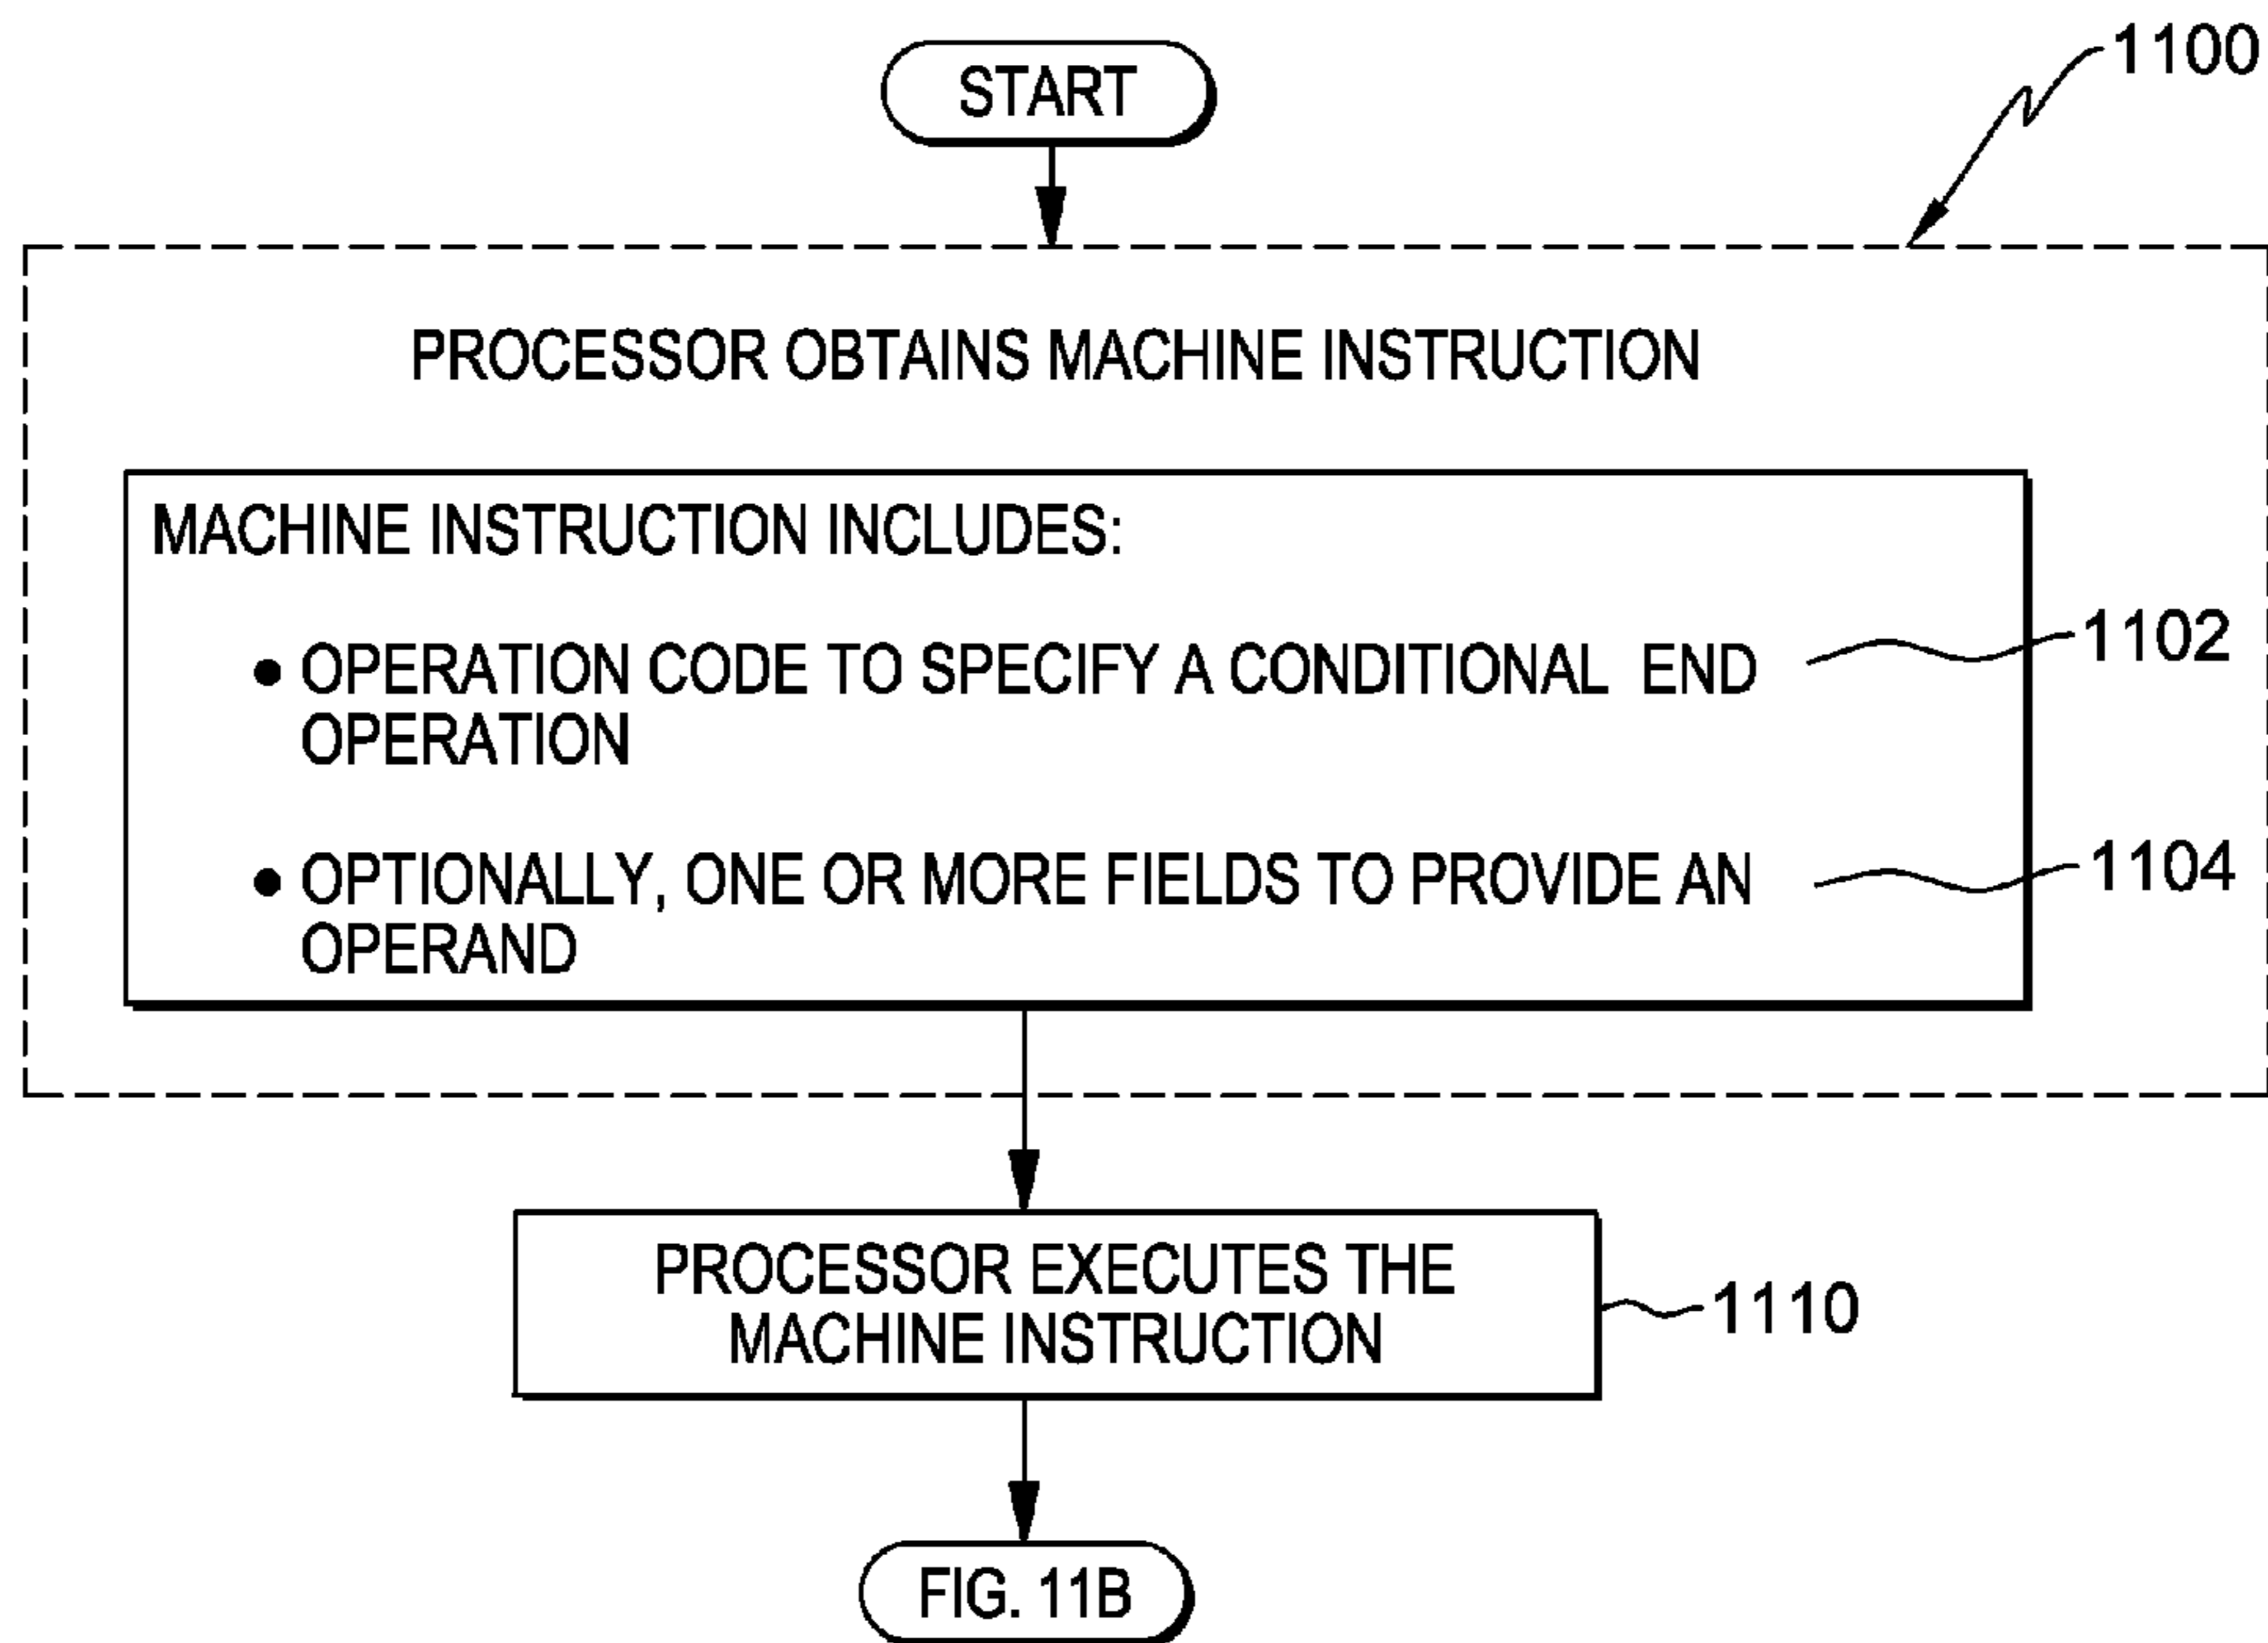 START
1100
PROCESSOR OBTAINS MACHINE INSTRUCTION
MACHINE INSTRUCTION INCLUDES:
● OPERATION CODE TO SPECIFY A CONDITIONAL END
OPERATION
1102
● OPTIONALLY, ONE OR MORE FIELDS TO PROVIDE AN
OPERAND
1104
PROCESSOR EXECUTES THE
MACHINE INSTRUCTION
1110
FIG. 11B